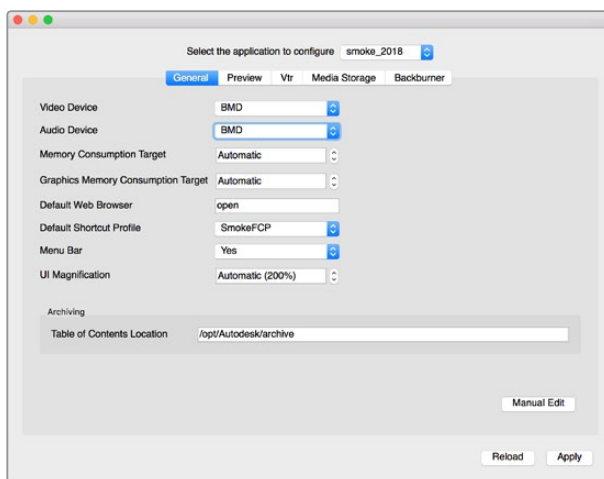 Select the application to configure smoke_2018
General Preview Vtr Media Storage Backburner
Video Device BMD
Audio Device BMD
Memory Consumption Target Automatic
Graphics Memory Consumption Target Automatic
Default Web Browser open
Default Shortcut Profile SmokeFCP
Menu Bar Yes
UI Magnification Automatic (200%)
Archiving
Table of Contents Location /opt/Autodesk/archive
Manual Edit
Reload Apply